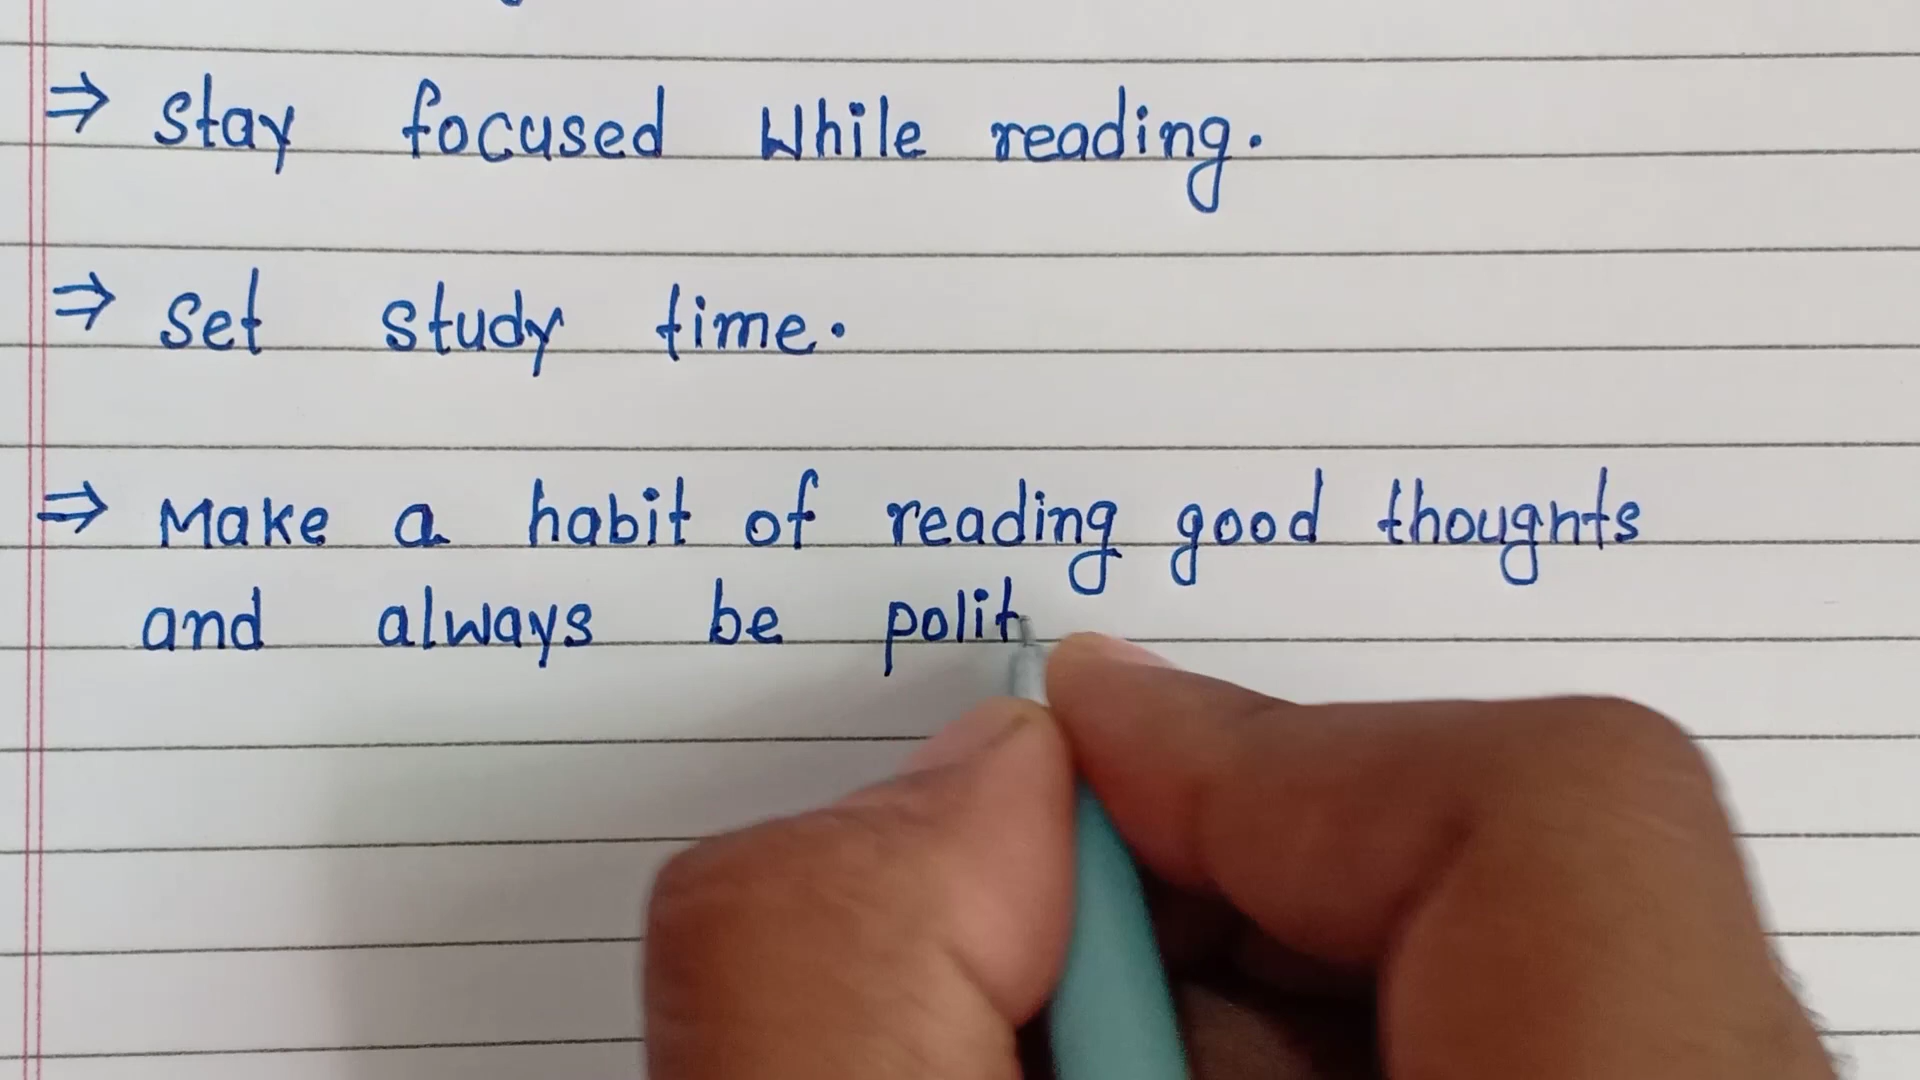 ⇒ Stay focused While reading.
⇒ Set study time.
⇒ Make a habit of reading good thoughts
and always be polit